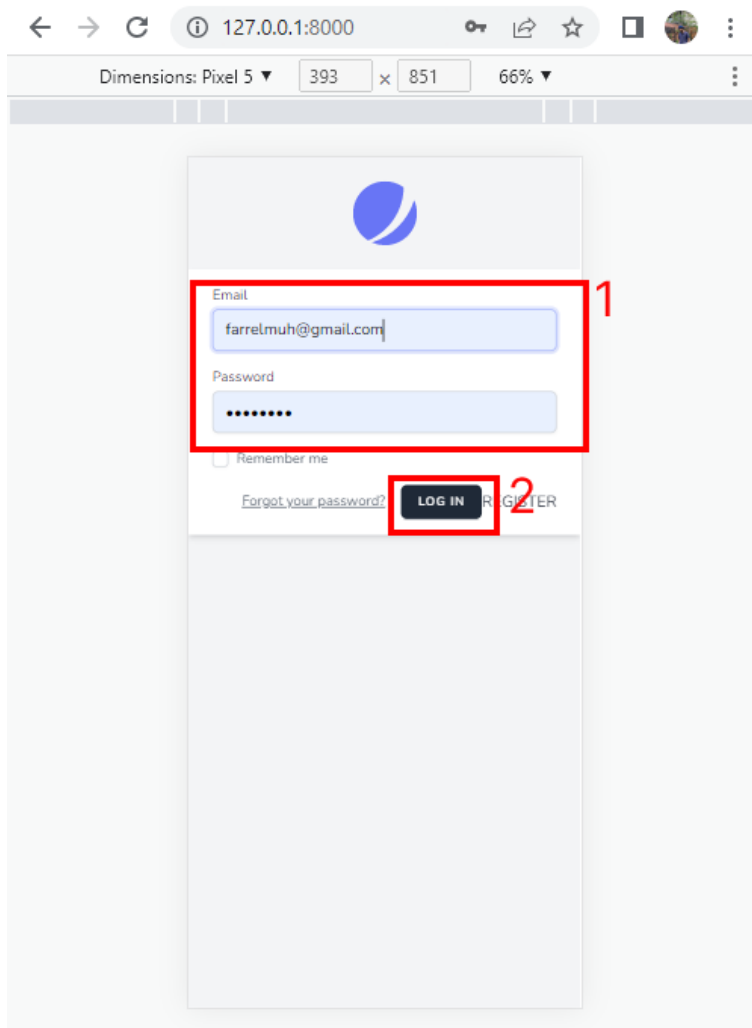 127.0.0.1:8000
Dimensions: Pixel 5 ▼ 393 × 851 66% ▼
Email
1
farrelmuh@gmail.com
Password
••••••••
Remember me
Forgot your password? LOG IN 2 REGISTER